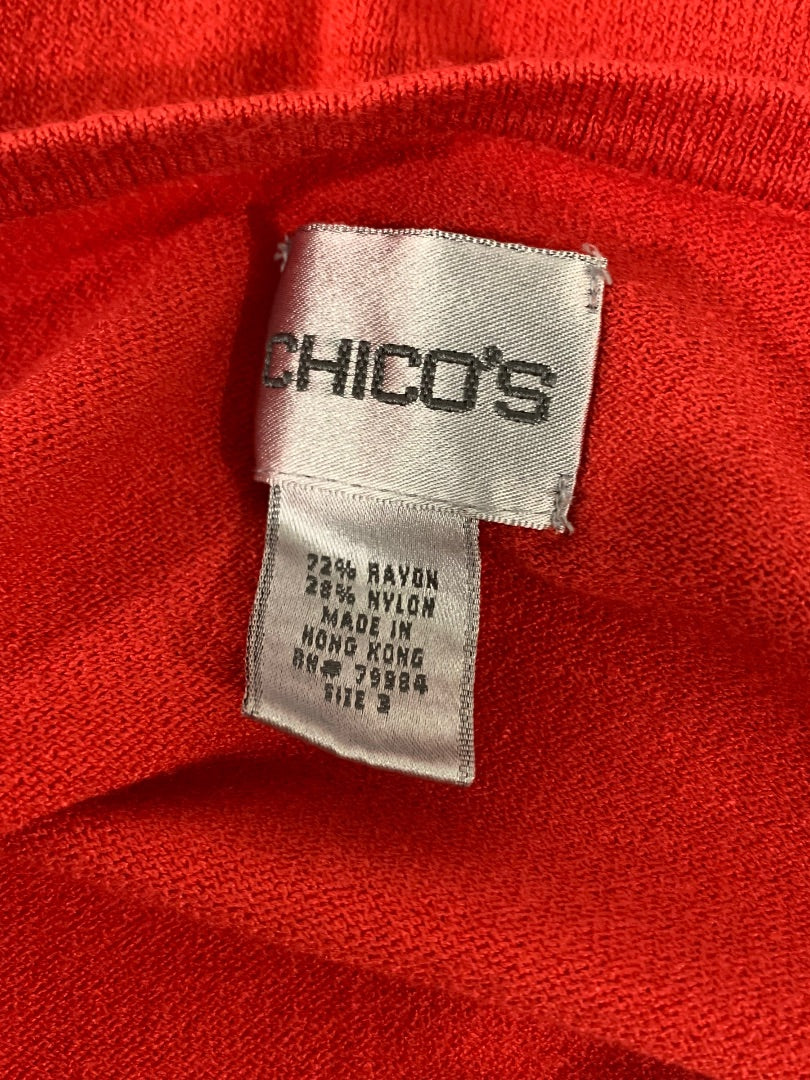 CHICO'S
72% RAYON
28% NYLON
MADE IN
HONG KONG
RN# 79984
SIZE 3